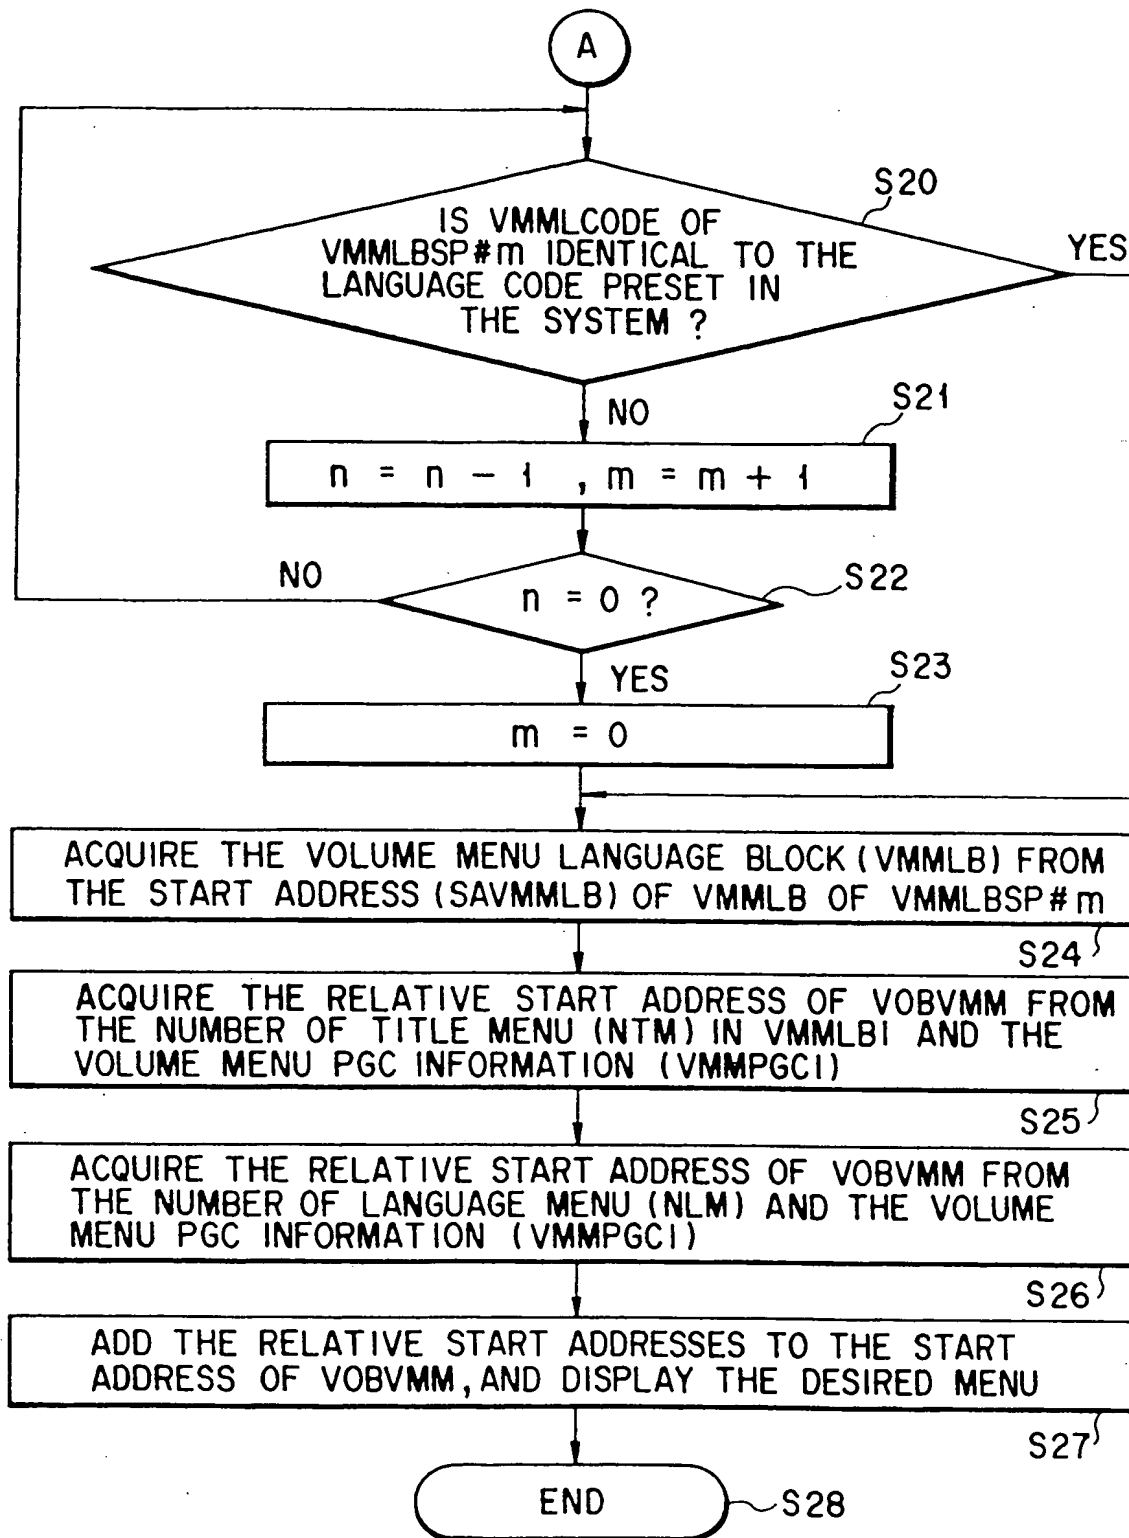 A
S20
IS VMMLCODE OF
VMMLBSP#m IDENTICAL TO THE
LANGUAGE CODE PRESET IN
THE SYSTEM ?
YES
NO
S21
n = n - 1 , m = m + 1
NO
S22
n = 0 ?
YES
S23
m = 0
ACQUIRE THE VOLUME MENU LANGUAGE BLOCK (VMMLB) FROM
THE START ADDRESS (SAVMMLB) OF VMMLB OF VMMLBSP#m
S24
ACQUIRE THE RELATIVE START ADDRESS OF VOBVMM FROM
THE NUMBER OF TITLE MENU (NTM) IN VMMLBI AND THE
VOLUME MENU PGC INFORMATION (VMMPGCI)
S25
ACQUIRE THE RELATIVE START ADDRESS OF VOBVMM FROM
THE NUMBER OF LANGUAGE MENU (NLM) AND THE VOLUME
MENU PGC INFORMATION (VMMPGCI)
S26
ADD THE RELATIVE START ADDRESSES TO THE START
ADDRESS OF VOBVMM, AND DISPLAY THE DESIRED MENU
S27
END
S28